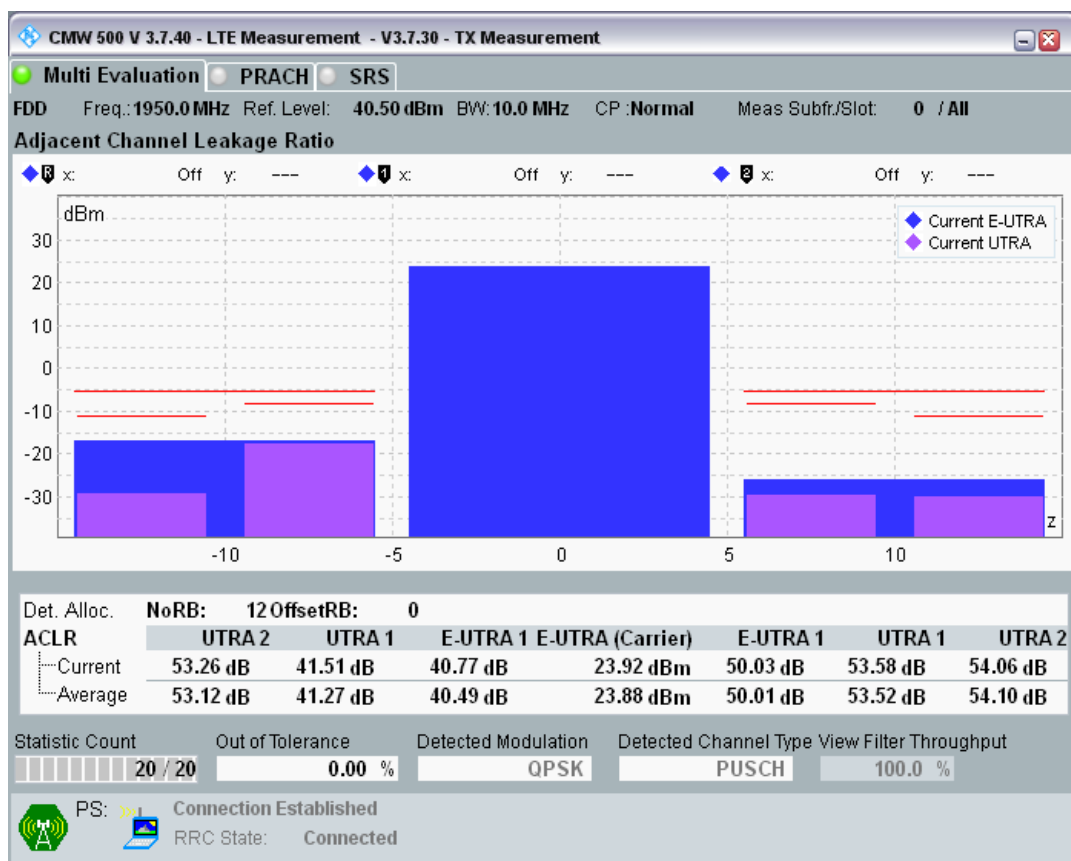 CMW 500 V 3.7.40 - LTE Measurement - V3.7.30 - TX Measurement
Multi Evaluation PRACH SRS
FDD Freq.: 1950.0 MHz Ref. Level: 40.50 dBm BW: 10.0 MHz CP :Normal Meas Subfr./Slot: 0 / All
Adjacent Channel Leakage Ratio
R x: Off y: --- 1 x: Off y: --- 2 x: Off y: ---
dBm
Current E-UTRA
Current UTRA
30
20
10
0
-10
-20
-30
z
-10 -5 0 5 10
Det. Alloc. NoRB: 12 OffsetRB: 0
ACLR UTRA 2 UTRA 1 E-UTRA 1 E-UTRA (Carrier) E-UTRA 1 UTRA 1 UTRA 2
Current 53.26 dB 41.51 dB 40.77 dB 23.92 dBm 50.03 dB 53.58 dB 54.06 dB
Average 53.12 dB 41.27 dB 40.49 dB 23.88 dBm 50.01 dB 53.52 dB 54.10 dB
Statistic Count Out of Tolerance Detected Modulation Detected Channel Type View Filter Throughput
20 / 20 0.00 % QPSK PUSCH 100.0 %
PS: Connection Established
RRC State: Connected